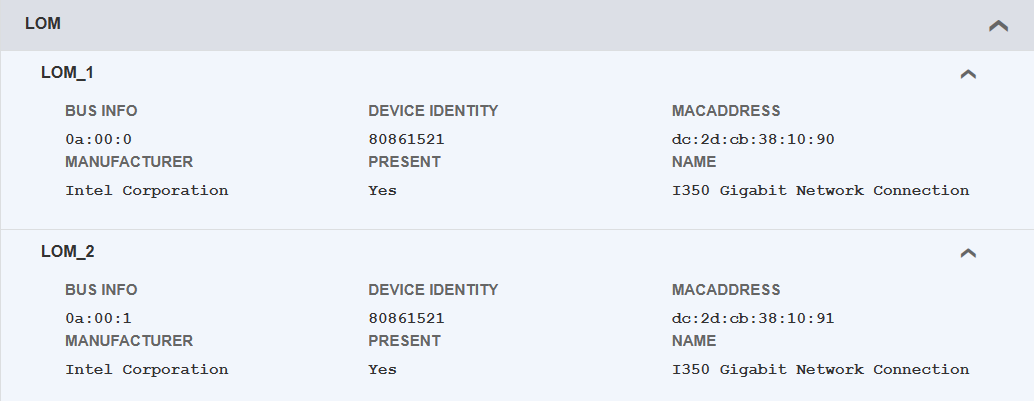 LOM
LOM_1
BUS INFO DEVICE IDENTITY MACADDRESS
0a:00:0 80861521 dc:2d:cb:38:10:90
MANUFACTURER PRESENT NAME
Intel Corporation Yes I350 Gigabit Network Connection
LOM_2
BUS INFO DEVICE IDENTITY MACADDRESS
0a:00:1 80861521 dc:2d:cb:38:10:91
MANUFACTURER PRESENT NAME
Intel Corporation Yes I350 Gigabit Network Connection